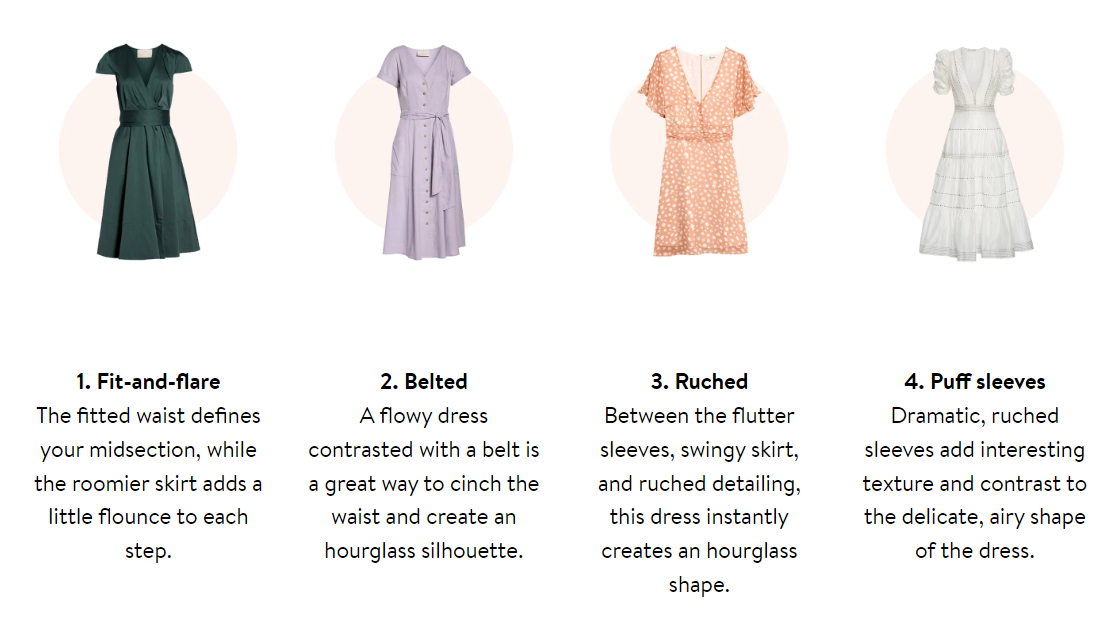 1. Fit-and-flare
The fitted waist defines
your midsection, while
the roomier skirt adds a
little flounce to each
step.
2. Belted
A flowy dress
contrasted with a belt is
a great way to cinch the
waist and create an
hourglass silhouette.
3. Ruched
Between the flutter
sleeves, swingy skirt,
and ruched detailing,
this dress instantly
creates an hourglass
shape.
4. Puff sleeves
Dramatic, ruched
sleeves add interesting
texture and contrast to
the delicate, airy shape
of the dress.